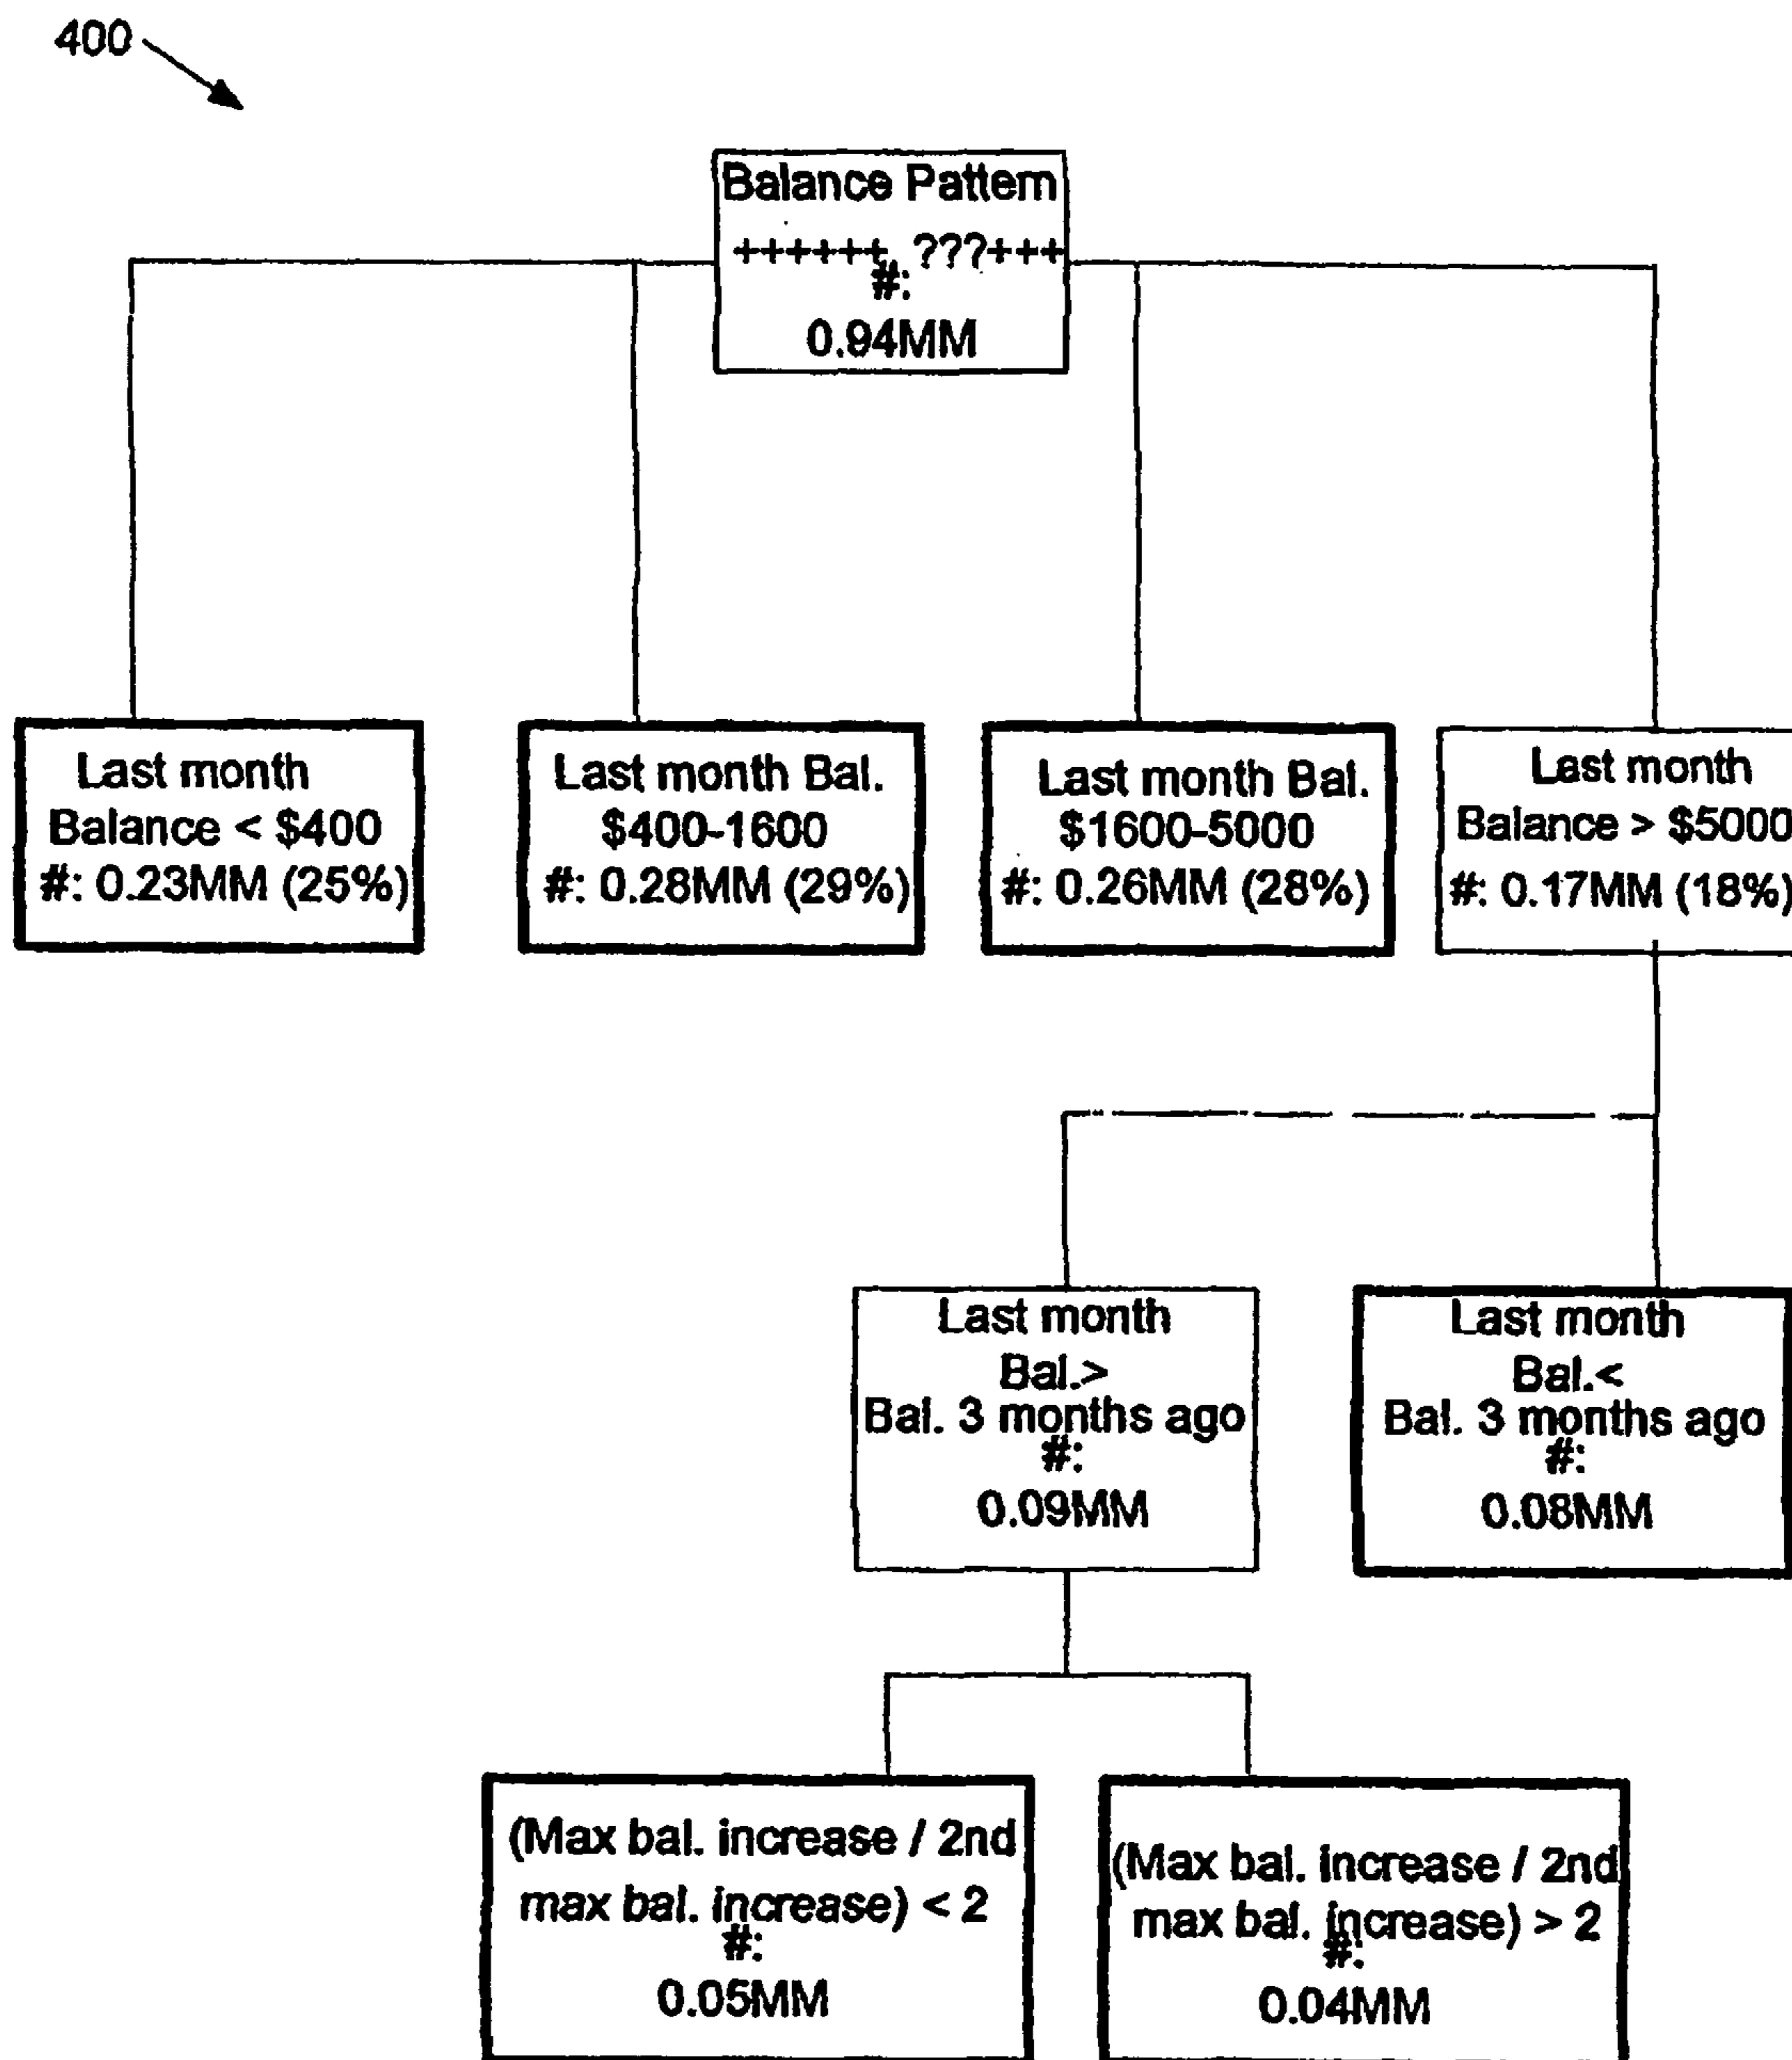 400
Balance Pattern
++++++, ???+++
#:
0.94MM
Last month
Balance < $400
#: 0.23MM (25%)
Last month Bal.
$400-1600
#: 0.28MM (29%)
Last month Bal.
$1600-5000
#: 0.26MM (28%)
Last month
Balance > $5000
#: 0.17MM (18%)
Last month
Bal.>
Bal. 3 months ago
#:
0.09MM
Last month
Bal.<
Bal. 3 months ago
#:
0.08MM
(Max bal. increase / 2nd
max bal. increase) < 2
#:
0.05MM
(Max bal. increase / 2nd
max bal. increase) > 2
#:
0.04MM